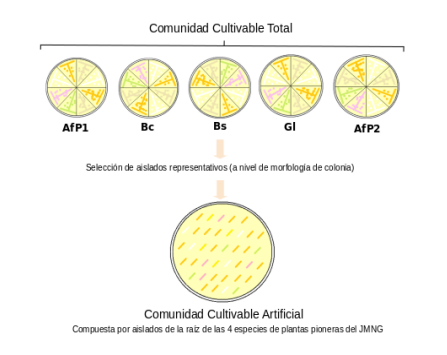 Comunidad Cultivable Total
AfP1 Bc Bs Gl AfP2
Selección de aislados representativos (a nivel de morfología de colonia)
Comunidad Cultivable Artificial
Compuesta por aislados de la raíz de las 4 especies de plantas pioneras del JMNG